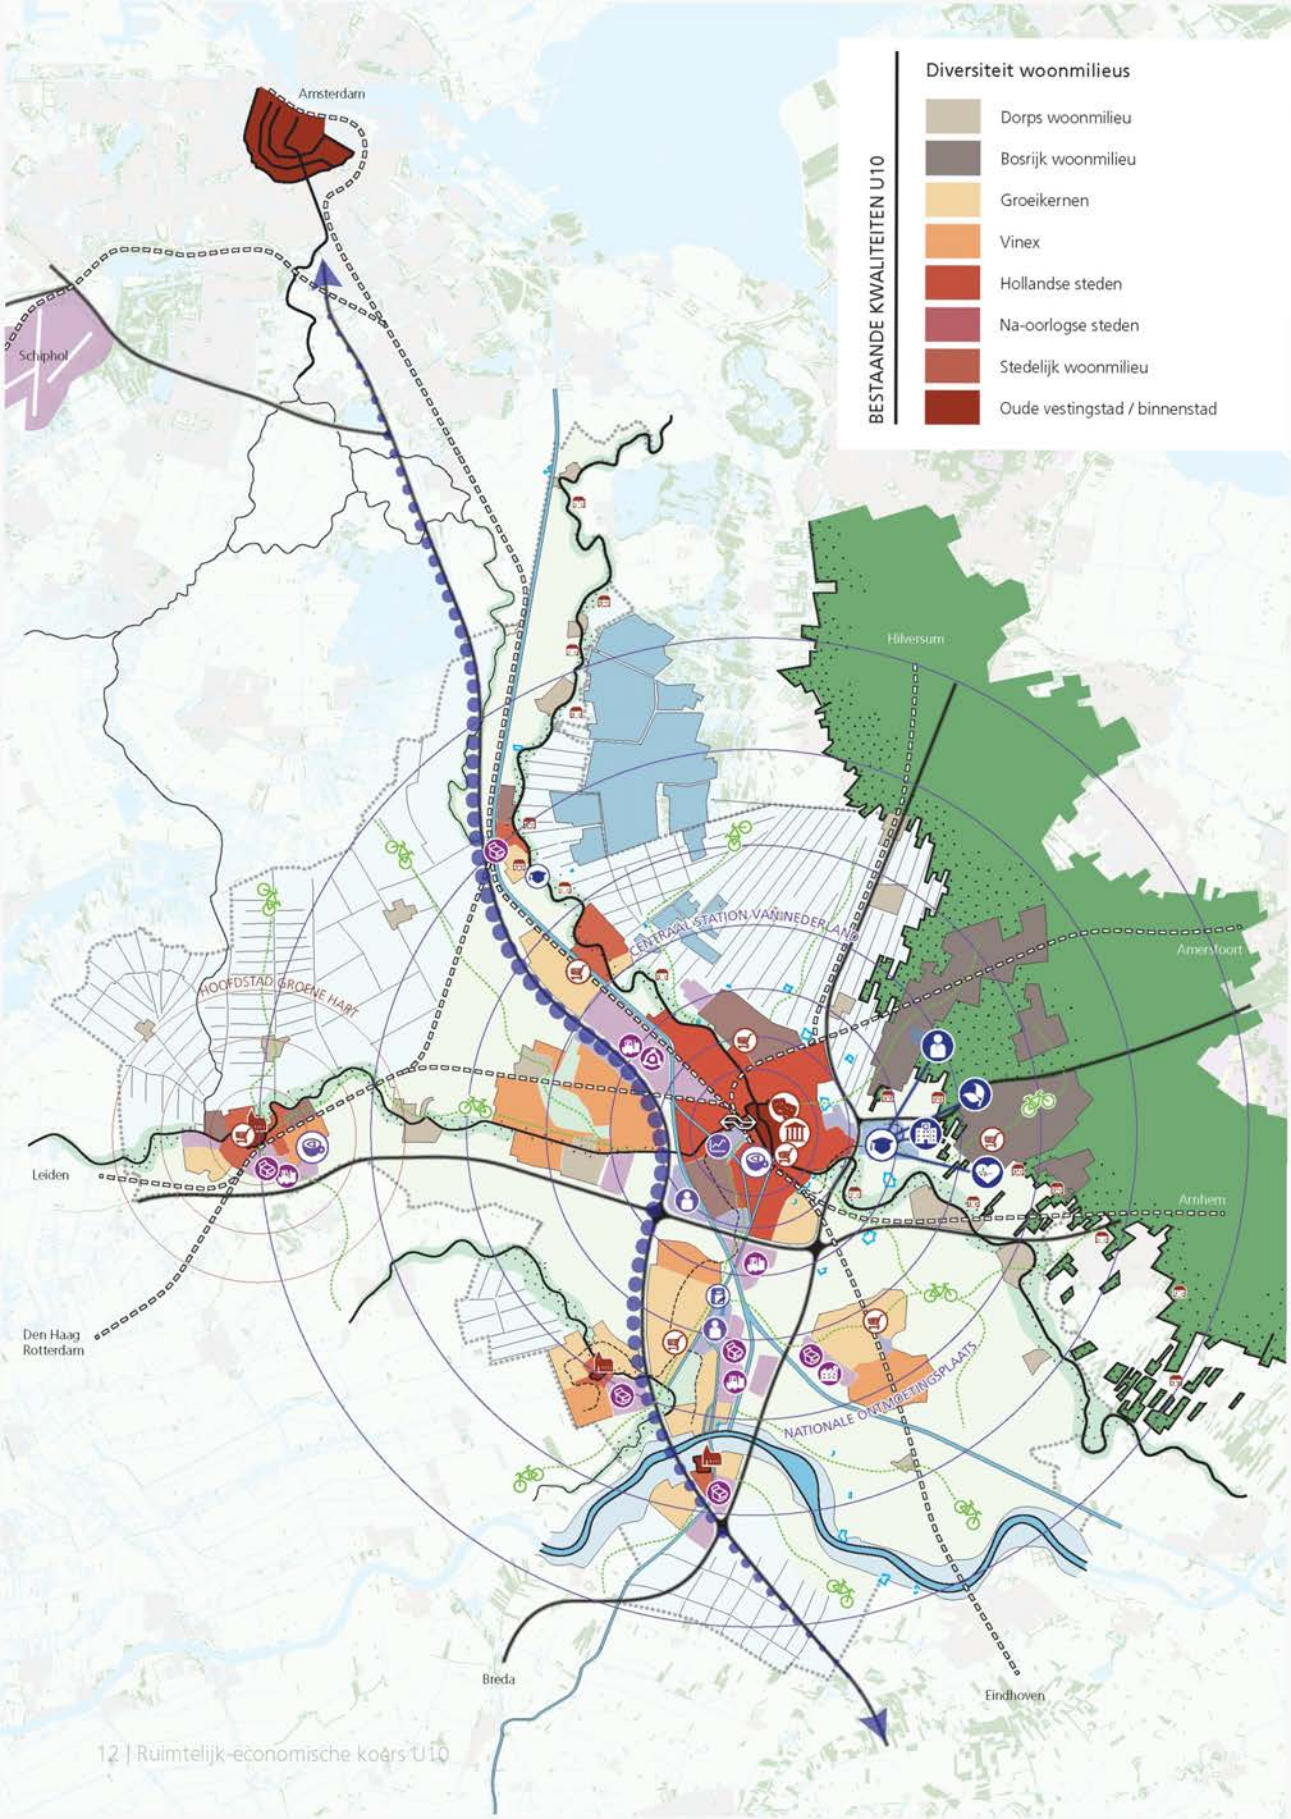 Diversiteit woonmilieus
Dorps woonmilieu
Bosrijk woonmilieu
Groeikernen
Vinex
Hollandse steden
Na-oorlogse steden
Stedelijk woonmilieu
Oude vestingstad / binnenstad
BESTAANDE KWALITEITEN U10
Amsterdam
Schiphol
Hilversum
CENTRAAL STATION VAN NEDERLAND
Amersfoort
HOOFDSTAD GROENE HART
Leiden
Arnhem
Den Haag
Rotterdam
NATIONALE ONTMOETINGSPLAATS
Breda
Eindhoven
12 | Ruimtelijk-economische koers U10